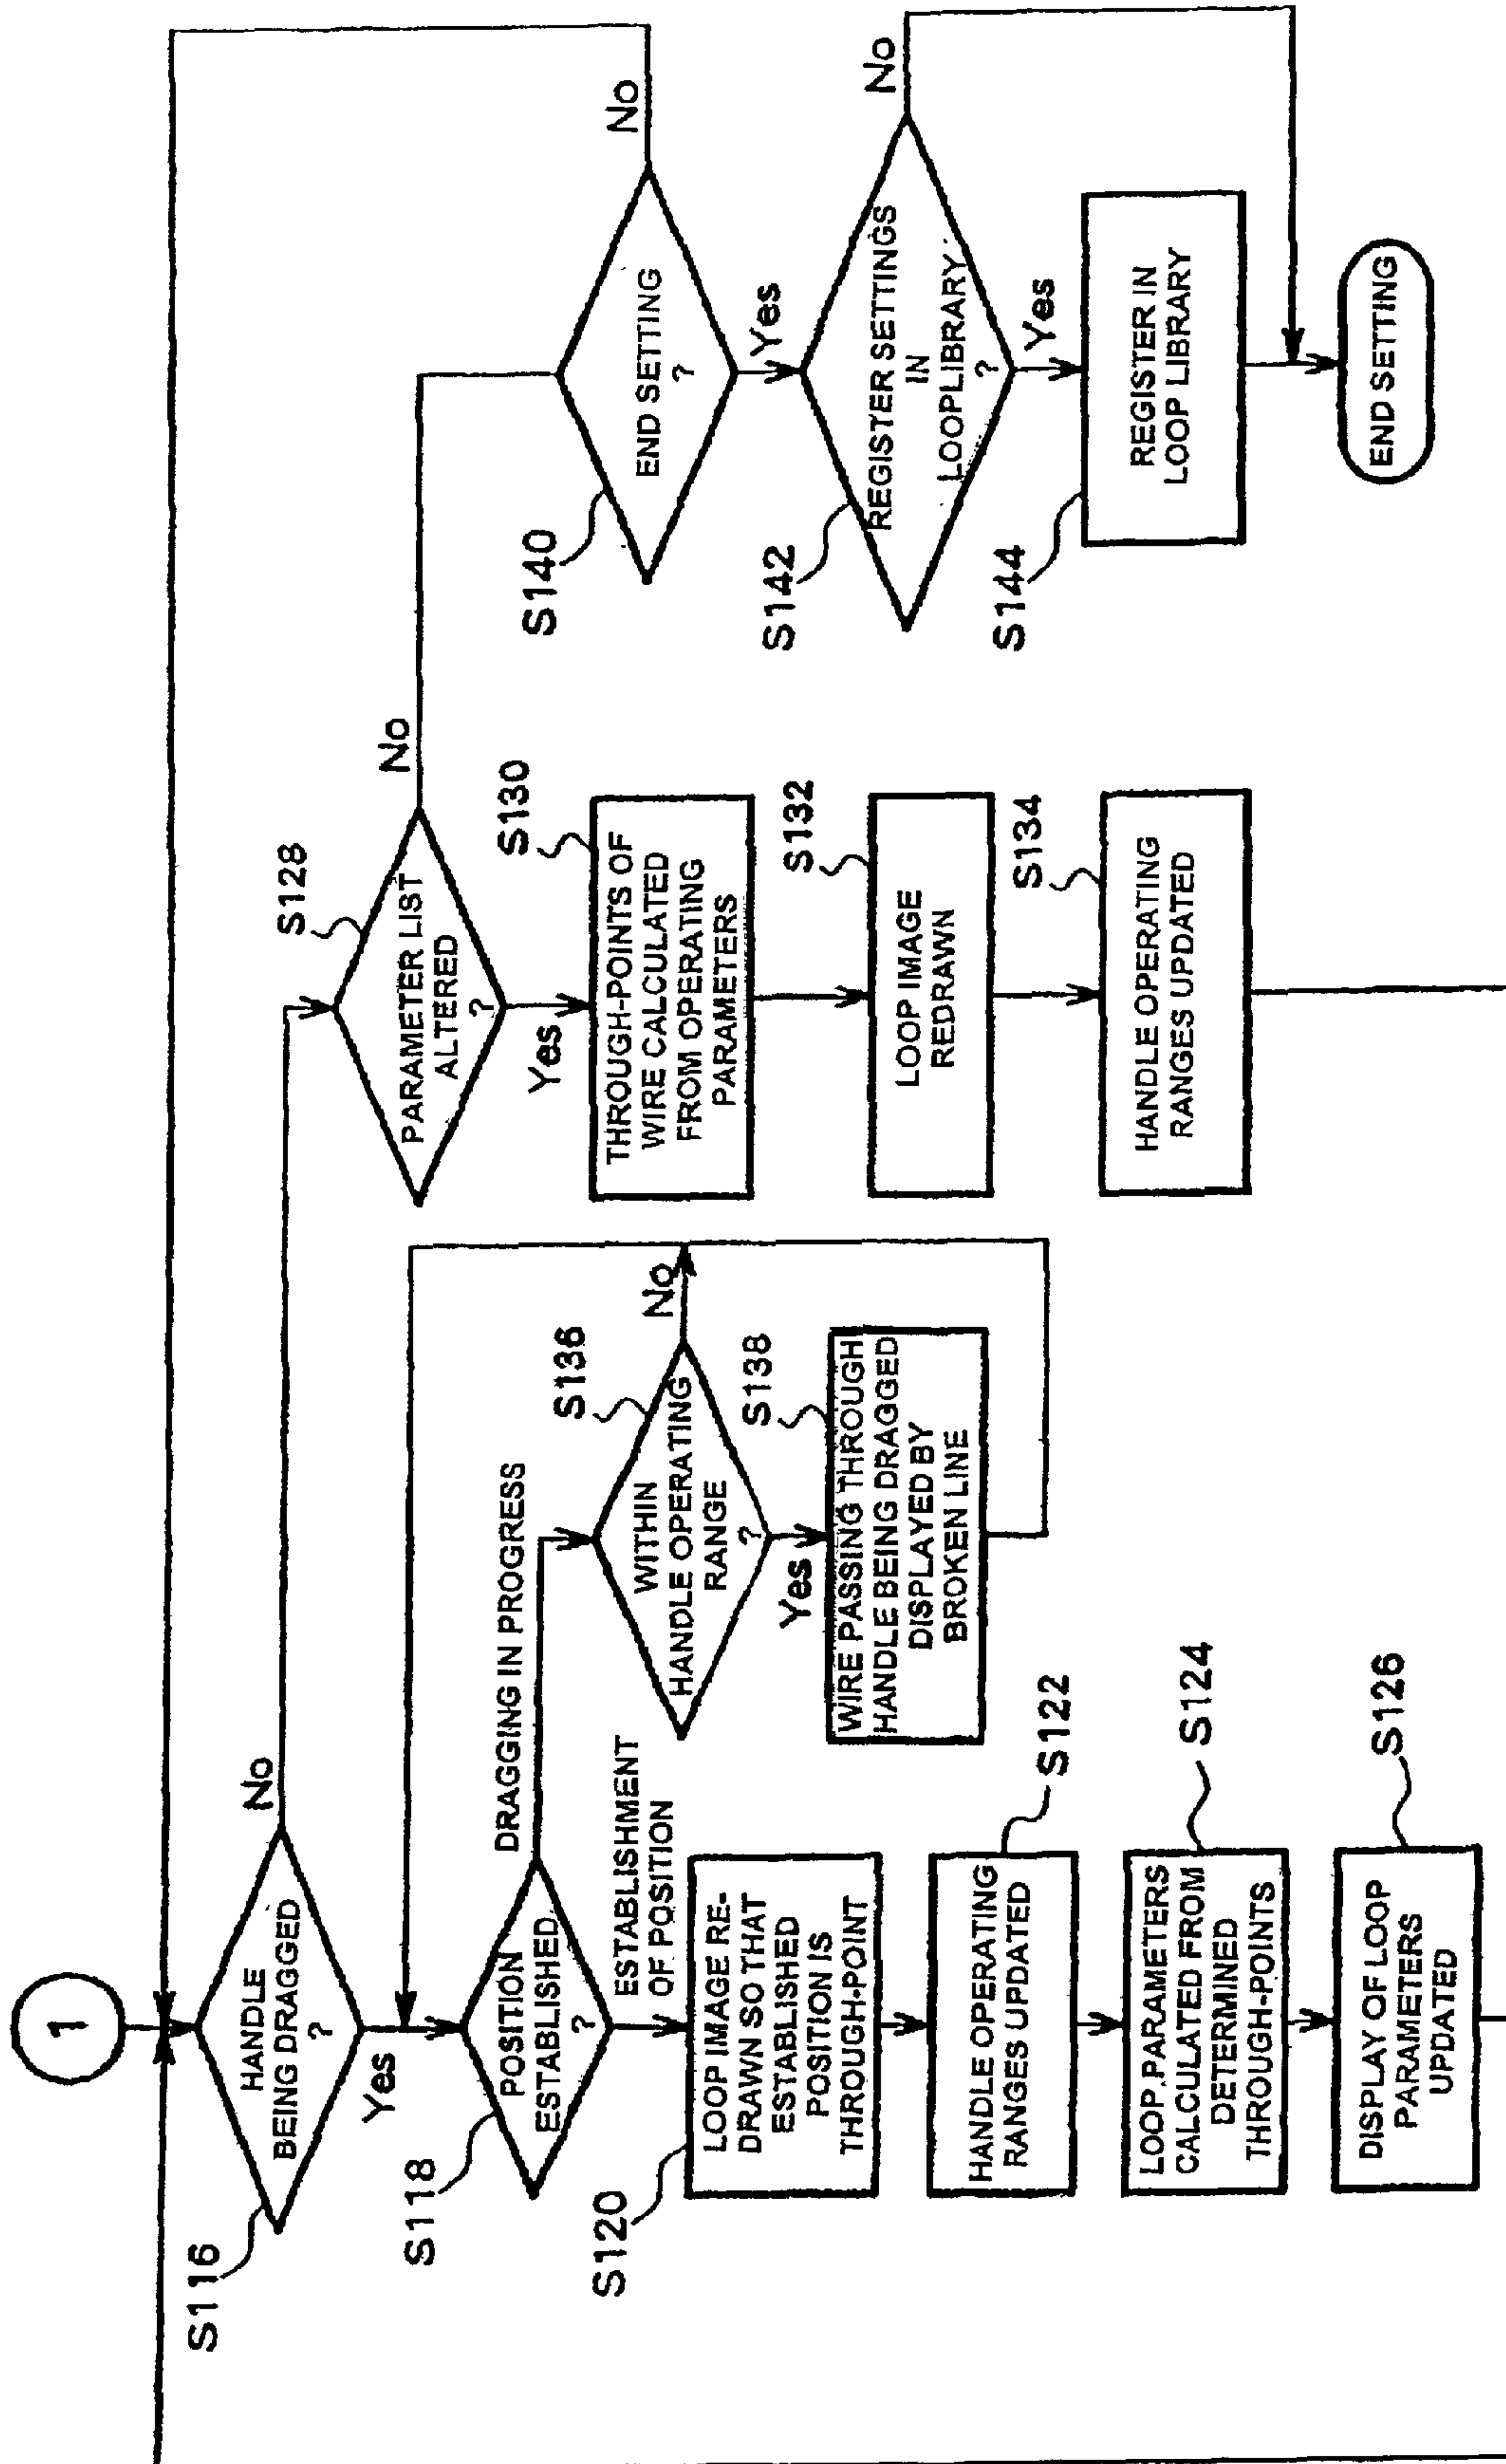 1
S116
HANDLE
BEING DRAGGED
?
No
Yes
S118
POSITION
ESTABLISHED
?
DRAGGING IN PROGRESS
ESTABLISHMENT
OF POSITION
S120
LOOP IMAGE RE-
DRAWN SO THAT
ESTABLISHED
POSITION IS
THROUGH-POINT
HANDLE OPERATING
RANGES UPDATED
S122
LOOP PARAMETERS
CALCULATED FROM
DETERMINED
THROUGH-POINTS
S124
DISPLAY OF LOOP
PARAMETERS
UPDATED
S126
S136
WITHIN
HANDLE OPERATING
RANGE
?
No
Yes
S138
WIRE PASSING THROUGH
HANDLE BEING DRAGGED
DISPLAYED BY
BROKEN LINE
S128
PARAMETER LIST
ALTERED
?
No
Yes
S130
THROUGH-POINTS OF
WIRE CALCULATED
FROM OPERATING
PARAMETERS
S132
LOOP IMAGE
REDRAWN
S134
HANDLE OPERATING
RANGES UPDATED
S140
END SETTING
?
No
Yes
S142
REGISTER SETTINGS
IN
LOOPLIBRARY
?
No
Yes
S144
REGISTER IN
LOOP LIBRARY
END SETTING